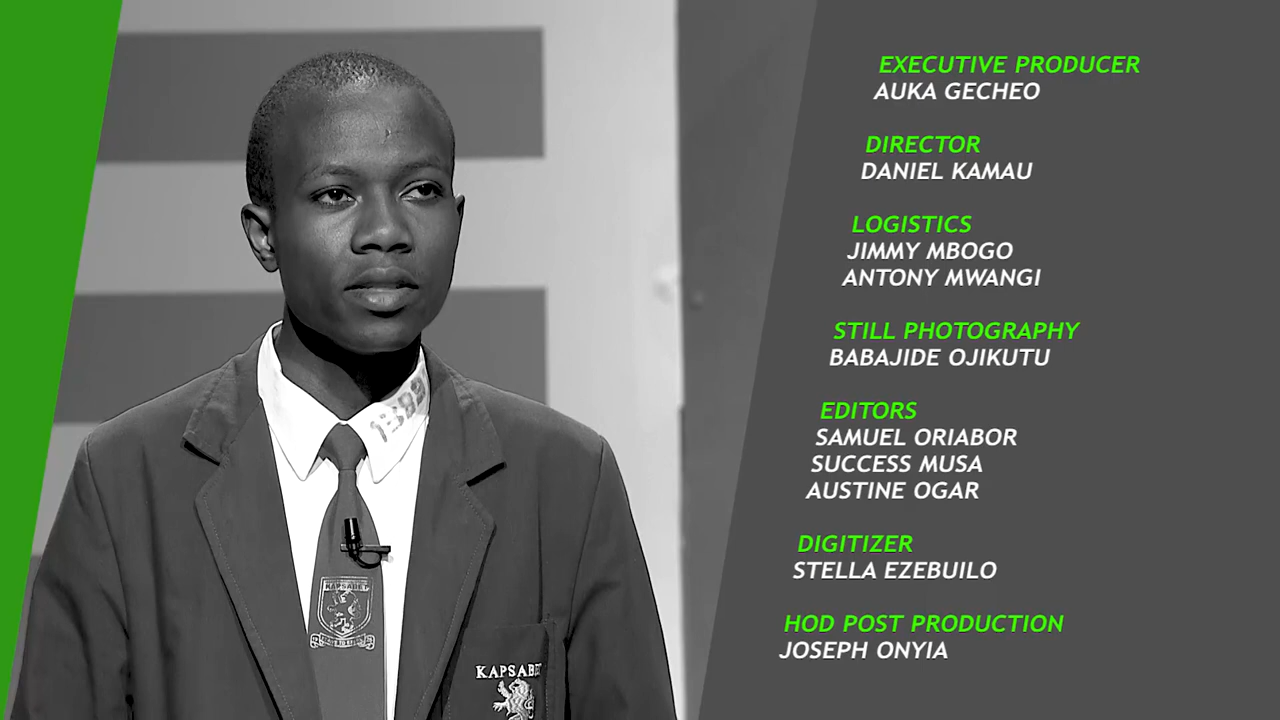 EXECUTIVE PRODUCER
AUKA GECHEO
DIRECTOR
DANIEL KAMAU
LOGISTICS
JIMMY MBOGO
ANTONY MWANGI
STILL PHOTOGRAPHY
BABAJIDE OJIKUTU
EDITORS
SAMUEL ORIABOR
SUCCESS MUSA
AUSTINE OGAR
DIGITIZER
STELLA EZEBUILO
HOD POST PRODUCTION
JOSEPH ONYIA
KAPSABET
KAPSABET